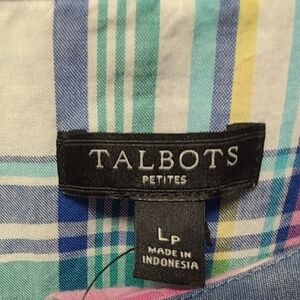 TALBOTS
PETITES
LP
MADE IN
INDONESIA